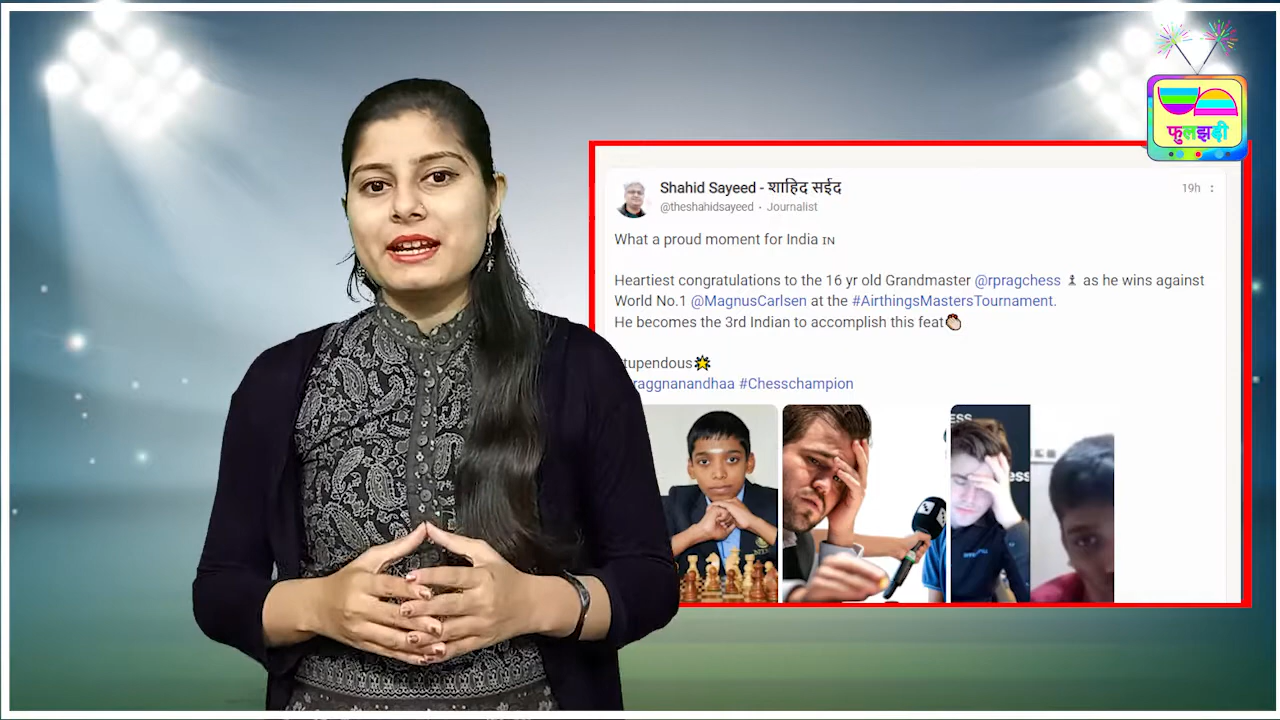 फुलझड़ी
Shahid Sayeed - शाहिद सईद
19h
@theshahidsayeed · Journalist
What a proud moment for India IN
Heartiest congratulations to the 16 yr old Grandmaster @rpragchess as he wins against
World No.1 @MagnusCarlsen at the #AirthingsMastersTournament.
He becomes the 3rd Indian to accomplish this feat
tupendous
raggnanandhaa #Chesschampion
ESS
ess